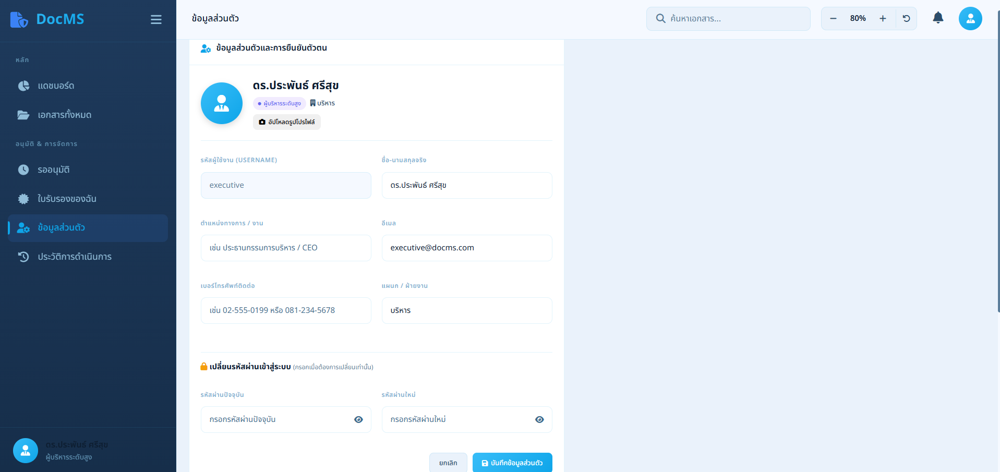 DocMS
หลัก
แดชบอร์ด
เอกสารทั้งหมด
อนุมัติ & การจัดการ
รออนุมัติ
ใบรับรองของฉัน
ข้อมูลส่วนตัว
ประวัติการดำเนินการ
ดร.ประพันธ์ ศรีสุข
ผู้บริหารระดับสูง
ข้อมูลส่วนตัว
ค้นหาเอกสาร...
80%
ข้อมูลส่วนตัวและการยืนยันตัวตน
ดร.ประพันธ์ ศรีสุข
ผู้บริหารระดับสูง บริหาร
อัปโหลดรูปโปรไฟล์
รหัสผู้ใช้งาน (USERNAME)
executive
ชื่อ-นามสกุลจริง
ดร.ประพันธ์ ศรีสุข
ตำแหน่งทางการ / งาน
เช่น ประธานกรรมการบริหาร / CEO
อีเมล
executive@docms.com
เบอร์โทรศัพท์ติดต่อ
เช่น 02-555-0199 หรือ 081-234-5678
แผนก / ฝ่ายงาน
บริหาร
เปลี่ยนรหัสผ่านเข้าสู่ระบบ (กรอกเมื่อต้องการเปลี่ยนเท่านั้น)
รหัสผ่านปัจจุบัน
กรอกรหัสผ่านปัจจุบัน
รหัสผ่านใหม่
กรอกรหัสผ่านใหม่
ยกเลิก
บันทึกข้อมูลส่วนตัว